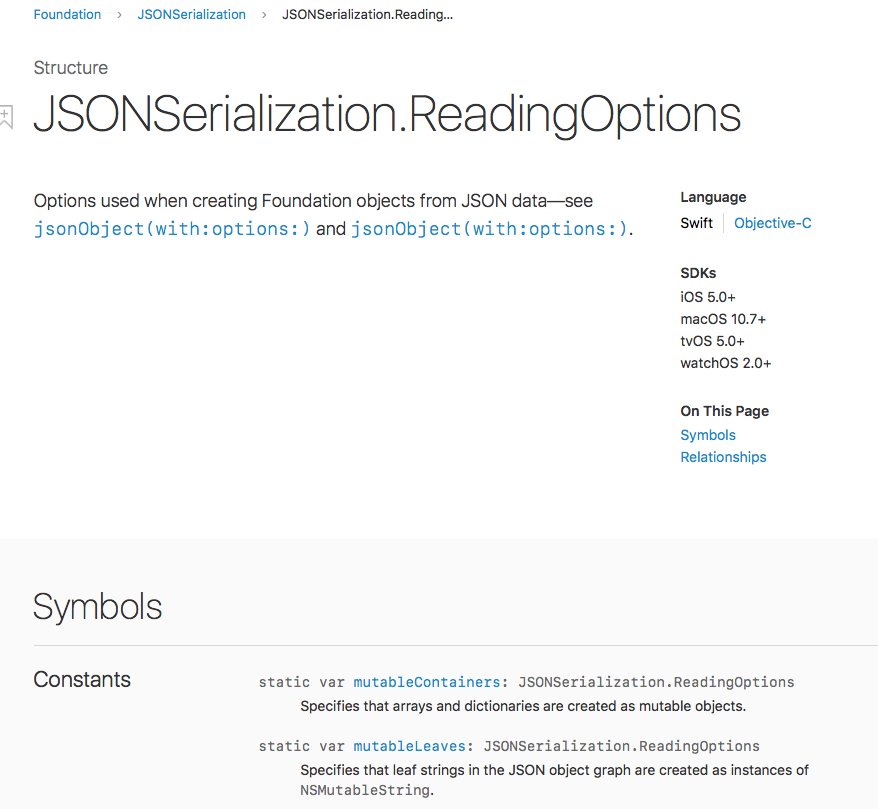 Foundation › JSONSerialization › JSONSerialization.Reading...
Structure
JSONSerialization.ReadingOptions
Options used when creating Foundation objects from JSON data—see
jsonObject(with:options:) and jsonObject(with:options:).
Language
Swift Objective-C
SDKs
iOS 5.0+
macOS 10.7+
tvOS 5.0+
watchOS 2.0+
On This Page
Symbols
Relationships
Symbols
Constants
static var mutableContainers: JSONSerialization.ReadingOptions
Specifies that arrays and dictionaries are created as mutable objects.
static var mutableLeaves: JSONSerialization.ReadingOptions
Specifies that leaf strings in the JSON object graph are created as instances of
NSMutableString.